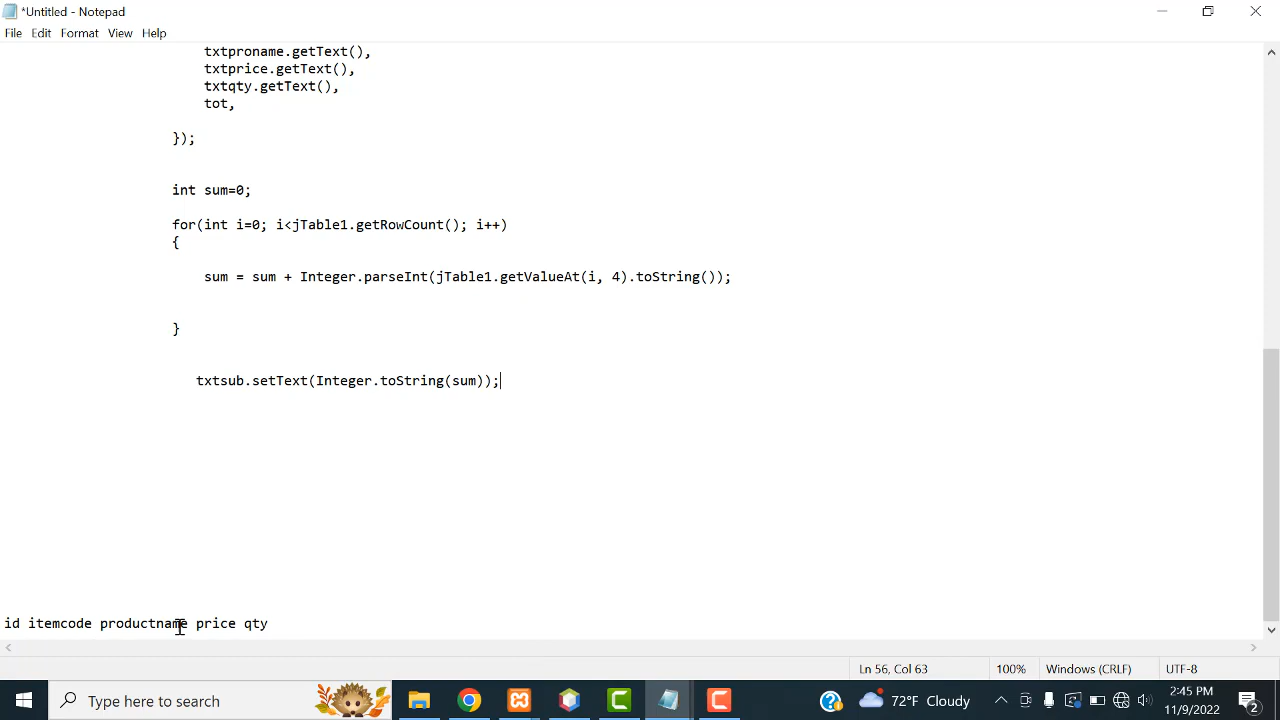 *Untitled - Notepad
File Edit Format View Help
txtproname.getText(),
txtprice.getText(),
txtqty.getText(),
tot,
});
int sum=0;
for(int i=0; i<jTable1.getRowCount(); i++)
{
sum = sum + Integer.parseInt(jTable1.getValueAt(i, 4).toString());
}
txtsub.setText(Integer.toString(sum));
id itemcode productname price qty
Ln 56, Col 63 100% Windows (CRLF) UTF-8
Type here to search 72°F Cloudy 2:45 PM
11/9/2022 2